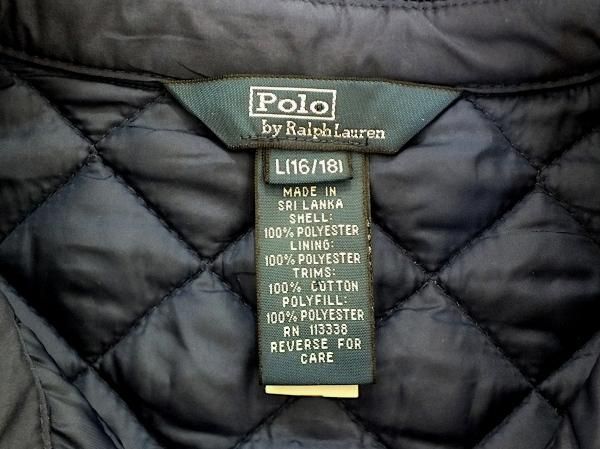 Polo
by Ralph Lauren
L(16/18)
MADE IN
SRI LANKA
SHELL:
100% POLYESTER
LINING:
100% POLYESTER
TRIMS:
100% COTTON
POLYFILL:
100% POLYESTER
RN 113338
REVERSE FOR
CARE